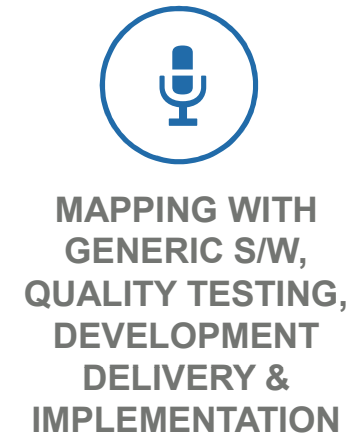 MAPPING WITH
GENERIC S/W,
QUALITY TESTING,
DEVELOPMENT
DELIVERY &
IMPLEMENTATION